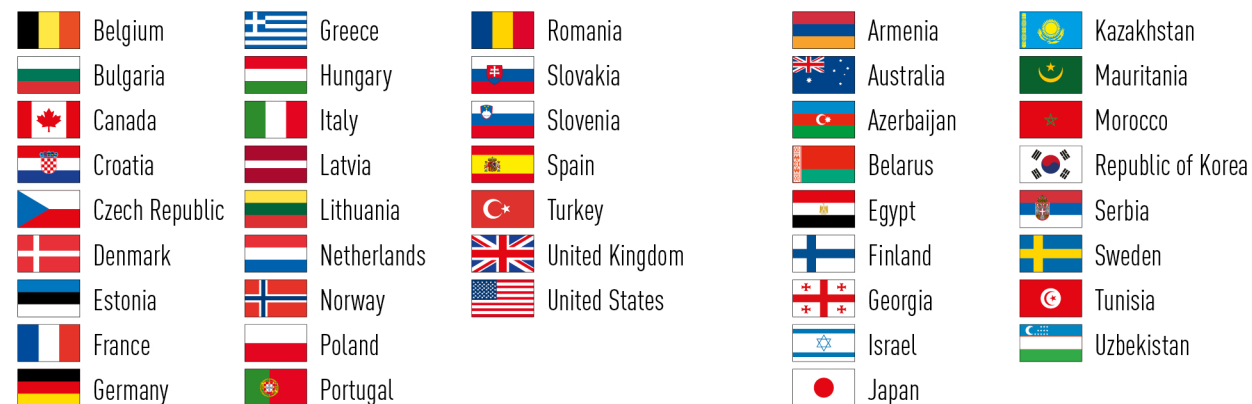 Belgium
Bulgaria
Canada
Croatia
Czech Republic
Denmark
Estonia
France
Germany
Greece
Hungary
Italy
Latvia
Lithuania
Netherlands
Norway
Poland
Portugal
Romania
Slovakia
Slovenia
Spain
Turkey
United Kingdom
United States
Armenia
Australia
Azerbaijan
Belarus
Egypt
Finland
Georgia
Israel
Japan
Kazakhstan
Mauritania
Morocco
Republic of Korea
Serbia
Sweden
Tunisia
Uzbekistan